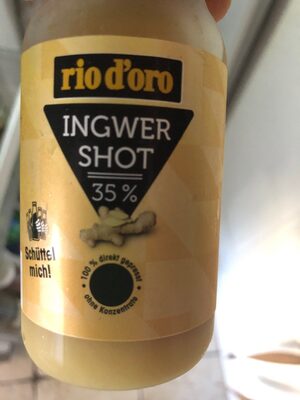 rio d'oro
INGWER
SHOT
35%
Schüttel
mich!
100% direkt gepresst
ohne Konzentrate